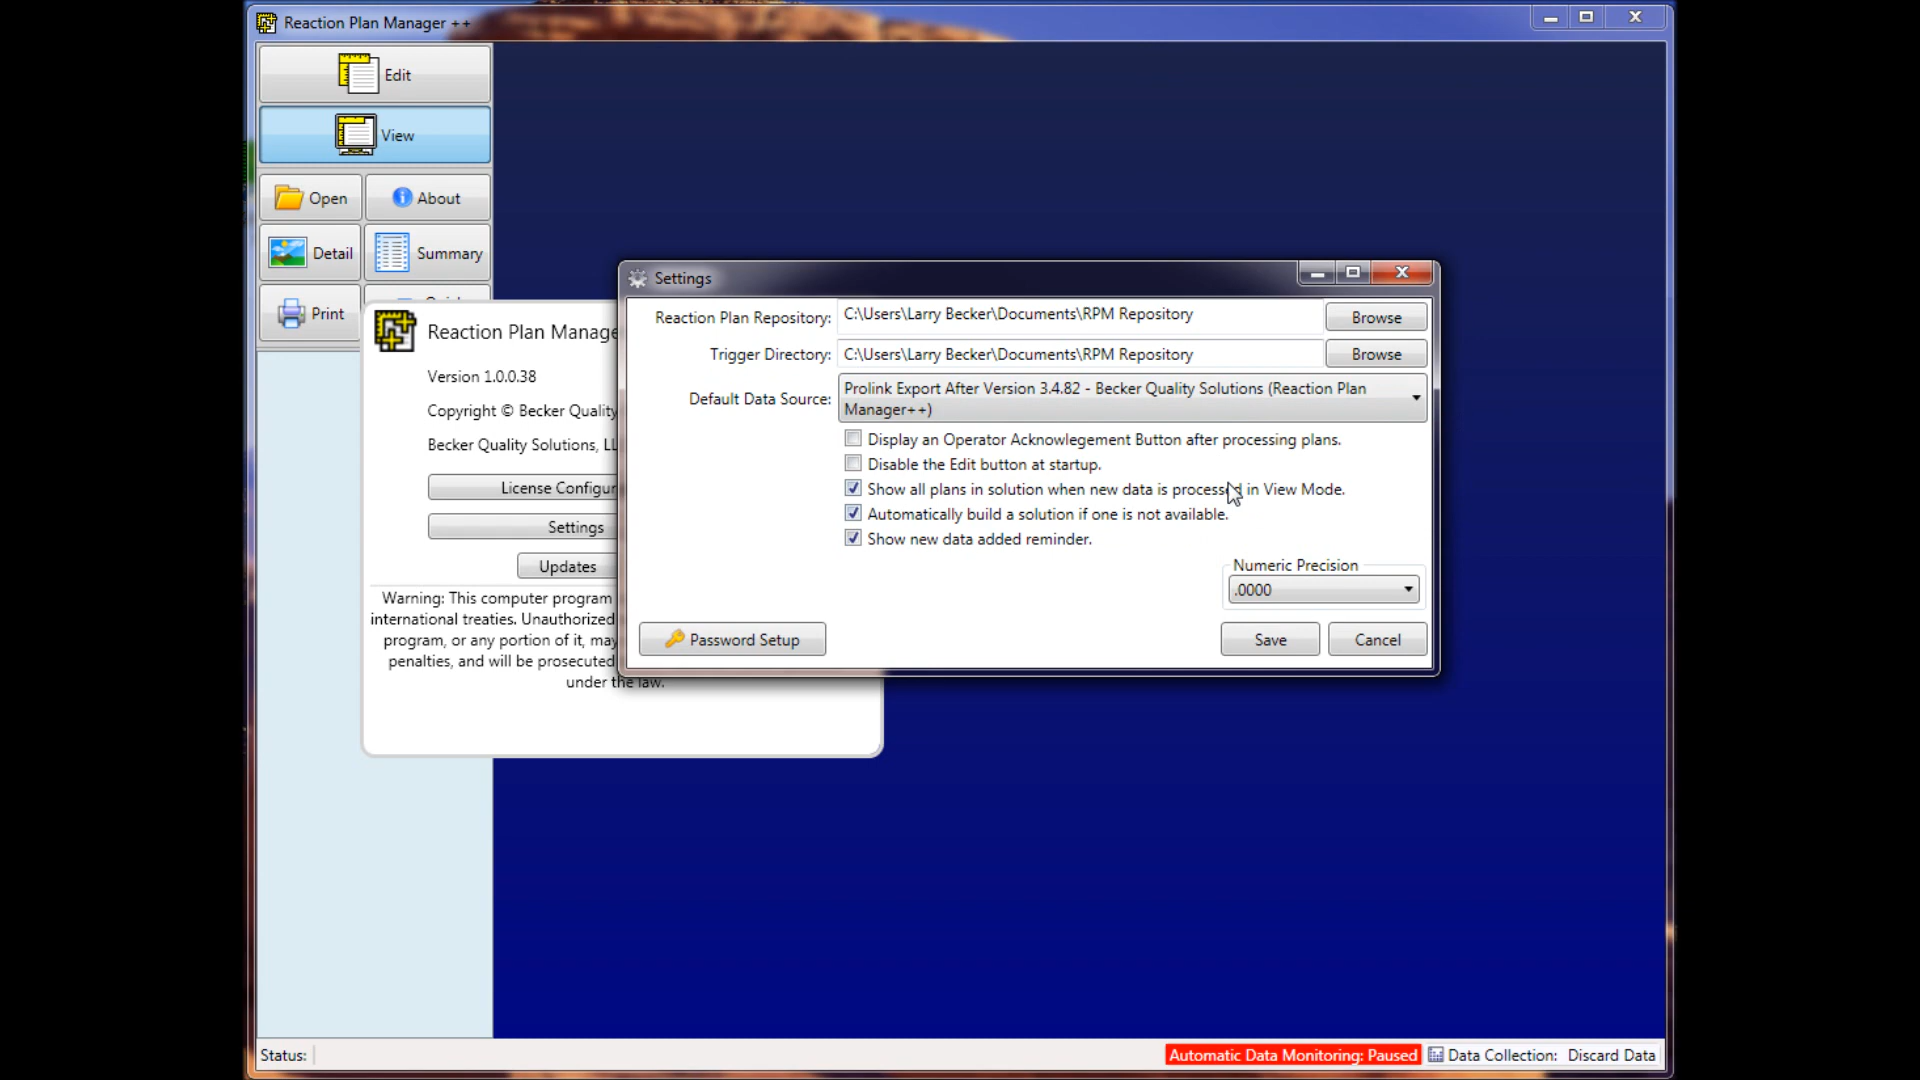 Reaction Plan Manager ++
Edit
View
Open
About
Detail
Summary
Print
Reaction Plan Manage
Version 1.0.0.38
Copyright © Becker Quality
Becker Quality Solutions, LL
License Configur
Settings
Updates
Warning: This computer program
international treaties. Unauthorized
program, or any portion of it, may
penalties, and will be prosecuted
under the law.
Settings
Reaction Plan Repository: C:\Users\Larry Becker\Documents\RPM Repository Browse
Trigger Directory: C:\Users\Larry Becker\Documents\RPM Repository Browse
Default Data Source: Prolink Export After Version 3.4.82 - Becker Quality Solutions (Reaction Plan
Manager++)
Display an Operator Acknowlegement Button after processing plans.
Disable the Edit button at startup.
Show all plans in solution when new data is processed in View Mode.
Automatically build a solution if one is not available.
Show new data added reminder.
Numeric Precision
.0000
Password Setup
Save
Cancel
Status:
Automatic Data Monitoring: Paused
Data Collection: Discard Data